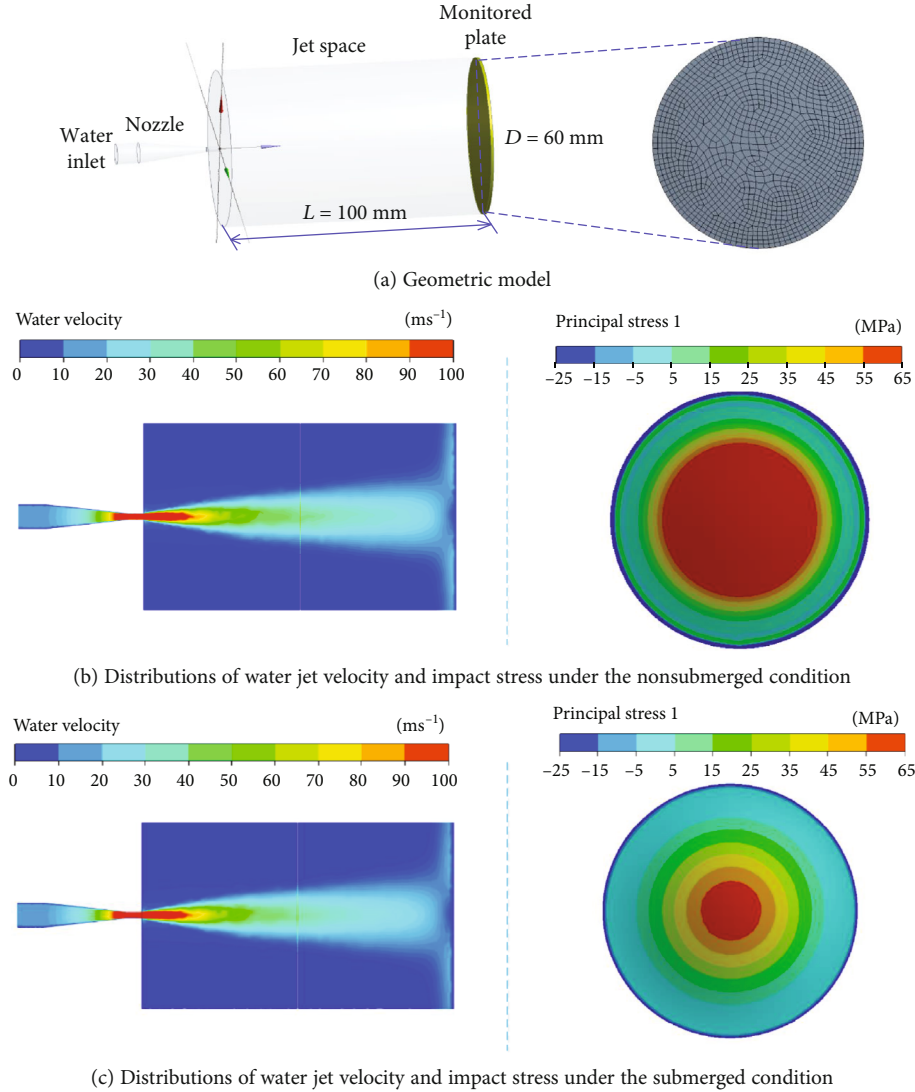 Monitored
plate
Jet space
Water
inlet
Nozzle
D = 60 mm
L = 100 mm
(a) Geometric model
Water velocity (ms⁻¹)
0 10 20 30 40 50 60 70 80 90 100
Principal stress 1 (MPa)
−25 −15 −5 5 15 25 35 45 55 65
(b) Distributions of water jet velocity and impact stress under the nonsubmerged condition
Water velocity (ms⁻¹)
0 10 20 30 40 50 60 70 80 90 100
Principal stress 1 (MPa)
−25 −15 −5 5 15 25 35 45 55 65
(c) Distributions of water jet velocity and impact stress under the submerged condition